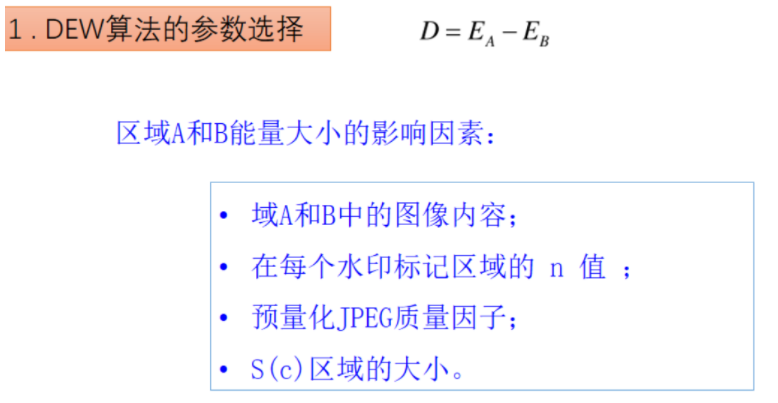 1．DEW算法的参数选择
D = E_A − E_B
区域A和B能量大小的影响因素：
• 域A和B中的图像内容；
• 在每个水印标记区域的 n 值 ；
• 预量化JPEG质量因子；
• S(c)区域的大小。